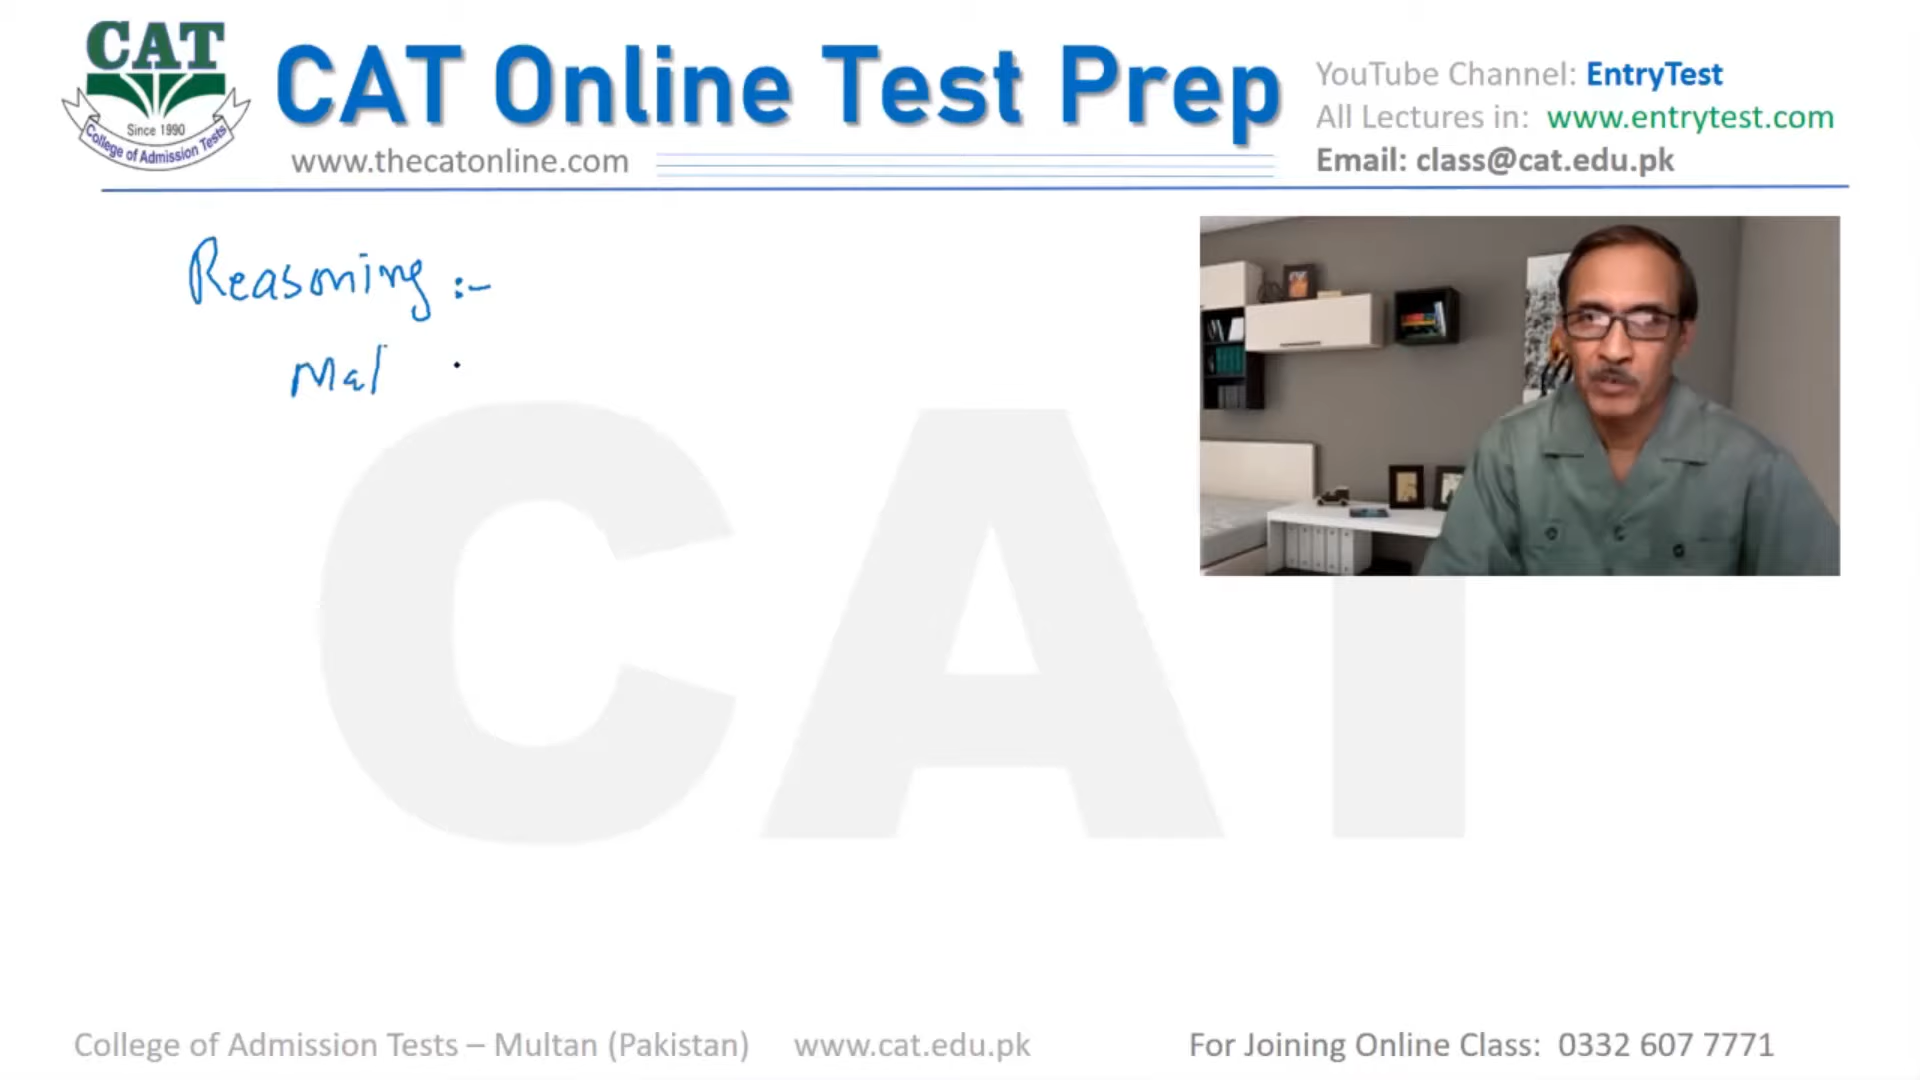 CAT
Since 1990
College of Admission Tests
CAT Online Test Prep
www.thecatonline.com
YouTube Channel: EntryTest
All Lectures in: www.entrytest.com
Email: class@cat.edu.pk
Reasoning :-
Mal
CAT
College of Admission Tests – Multan (Pakistan) www.cat.edu.pk
For Joining Online Class: 0332 607 7771